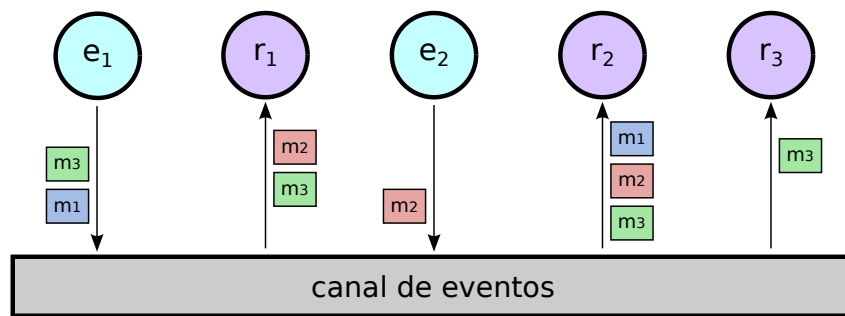 e₁ r₁ e₂ r₂ r₃
m1
m2
m3 m3
m3
m1 m2 m2
m3
canal de eventos